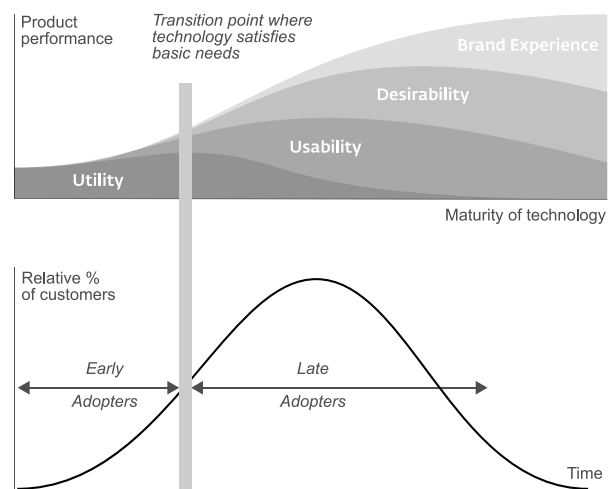 Product
performance
Transition point where
technology satisfies
basic needs
Brand Experience
Desirability
Usability
Utility
Maturity of technology
Relative %
of customers
Early
Adopters
Late
Adopters
Time